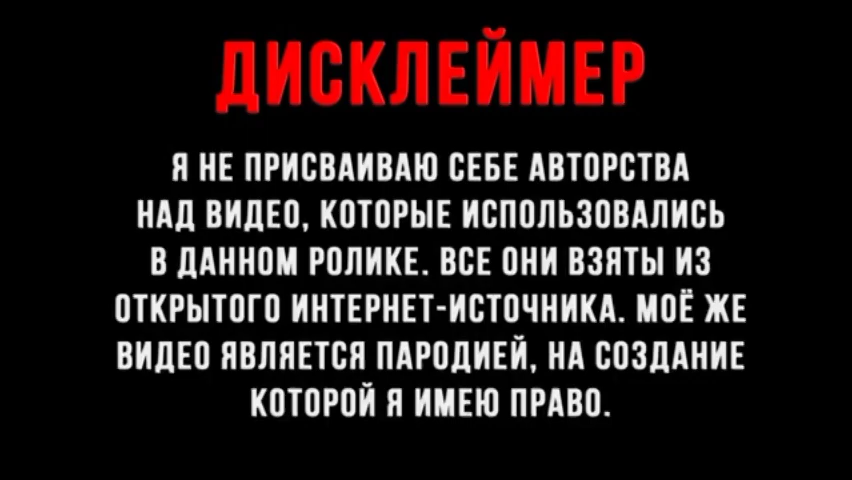 ДИСКЛЕЙМЕР
Я НЕ ПРИСВАИВАЮ СЕБЕ АВТОРСТВА
НАД ВИДЕО, КОТОРЫЕ ИСПОЛЬЗОВАЛИСЬ
В ДАННОМ РОЛИКЕ. ВСЕ ОНИ ВЗЯТЫ ИЗ
ОТКРЫТОГО ИНТЕРНЕТ-ИСТОЧНИКА. МОЁ ЖЕ
ВИДЕО ЯВЛЯЕТСЯ ПАРОДИЕЙ, НА СОЗДАНИЕ
КОТОРОЙ Я ИМЕЮ ПРАВО.